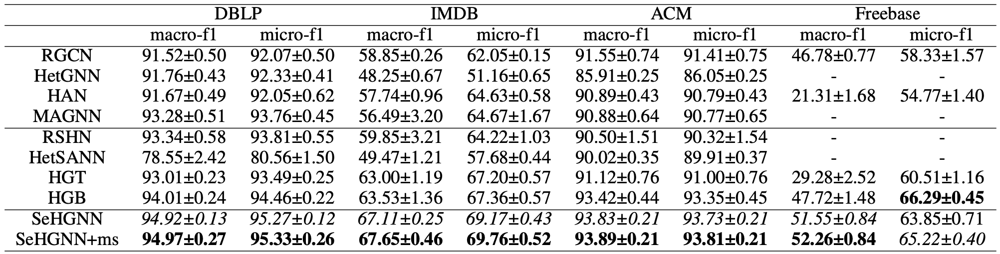 DBLP IMDB ACM Freebase
macro-f1 micro-f1 macro-f1 micro-f1 macro-f1 micro-f1 macro-f1 micro-f1
RGCN 91.52±0.50 92.07±0.50 58.85±0.26 62.05±0.15 91.55±0.74 91.41±0.75 46.78±0.77 58.33±1.57
HetGNN 91.76±0.43 92.33±0.41 48.25±0.67 51.16±0.65 85.91±0.25 86.05±0.25 - -
HAN 91.67±0.49 92.05±0.62 57.74±0.96 64.63±0.58 90.89±0.43 90.79±0.43 21.31±1.68 54.77±1.40
MAGNN 93.28±0.51 93.76±0.45 56.49±3.20 64.67±1.67 90.88±0.64 90.77±0.65 - -
RSHN 93.34±0.58 93.81±0.55 59.85±3.21 64.22±1.03 90.50±1.51 90.32±1.54 - -
HetSANN 78.55±2.42 80.56±1.50 49.47±1.21 57.68±0.44 90.02±0.35 89.91±0.37 - -
HGT 93.01±0.23 93.49±0.25 63.00±1.19 67.20±0.57 91.12±0.76 91.00±0.76 29.28±2.52 60.51±1.16
HGB 94.01±0.24 94.46±0.22 63.53±1.36 67.36±0.57 93.42±0.44 93.35±0.45 47.72±1.48 66.29±0.45
SeHGNN 94.92±0.13 95.27±0.12 67.11±0.25 69.17±0.43 93.83±0.21 93.73±0.21 51.55±0.84 63.85±0.71
SeHGNN+ms 94.97±0.27 95.33±0.26 67.65±0.46 69.76±0.52 93.89±0.21 93.81±0.21 52.26±0.84 65.22±0.40